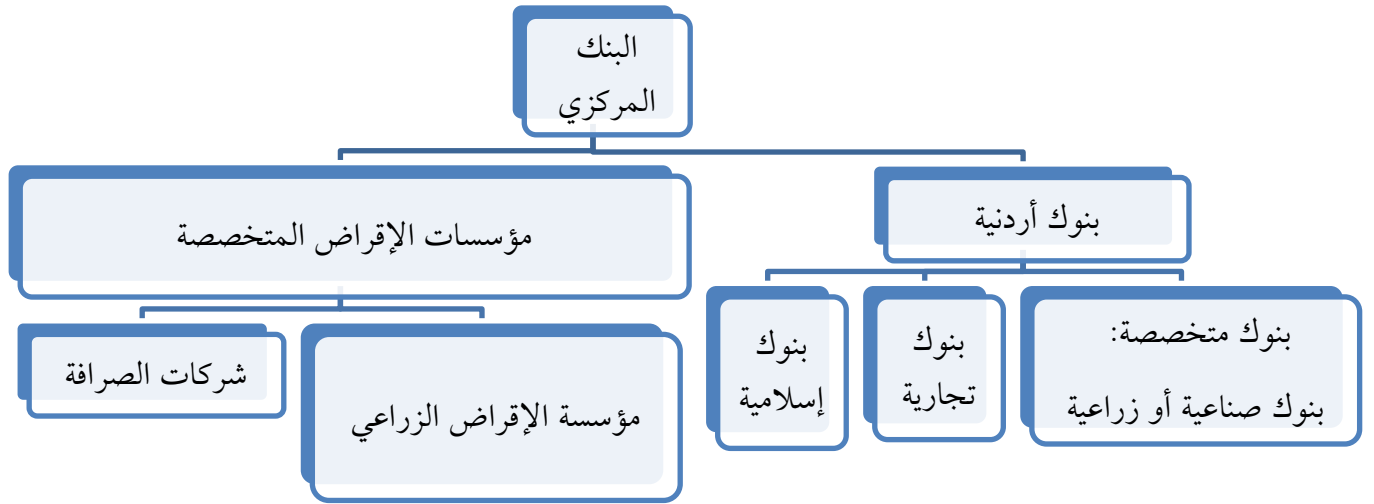 البنك
المركزي
بنوك أردنية
مؤسسات الإقراض المتخصصة
بنوك متخصصة:
بنوك صناعية أو زراعية
بنوك
تجارية
بنوك
إسلامية
مؤسسة الإقراض الزراعي
شركات الصرافة